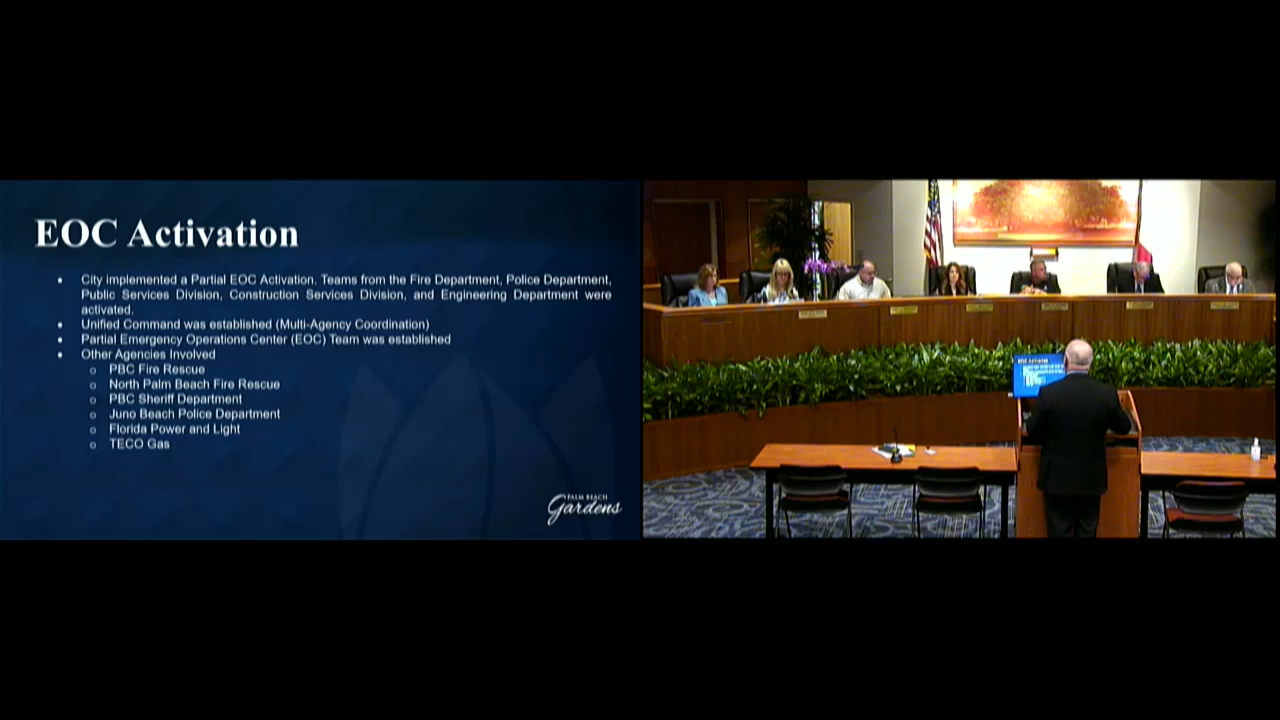 EOC Activation
• City implemented a Partial EOC Activation. Teams from the Fire Department, Police Department,
Public Services Division, Construction Services Division, and Engineering Department were
activated.
• Unified Command was established (Multi-Agency Coordination)
• Partial Emergency Operations Center (EOC) Team was established
• Other Agencies Involved
o PBC Fire Rescue
o North Palm Beach Fire Rescue
o PBC Sheriff Department
o Juno Beach Police Department
o Florida Power and Light
o TECO Gas
PALM BEACH
Gardens